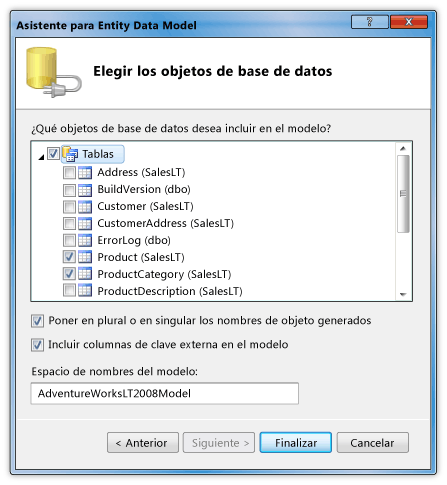 Asistente para Entity Data Model
Elegir los objetos de base de datos
¿Qué objetos de base de datos desea incluir en el modelo?
Tablas
Address (SalesLT)
BuildVersion (dbo)
Customer (SalesLT)
CustomerAddress (SalesLT)
ErrorLog (dbo)
Product (SalesLT)
ProductCategory (SalesLT)
ProductDescription (SalesLT)
Poner en plural o en singular los nombres de objeto generados
Incluir columnas de clave externa en el modelo
Espacio de nombres del modelo:
AdventureWorksLT2008Model
< Anterior Siguiente > Finalizar Cancelar